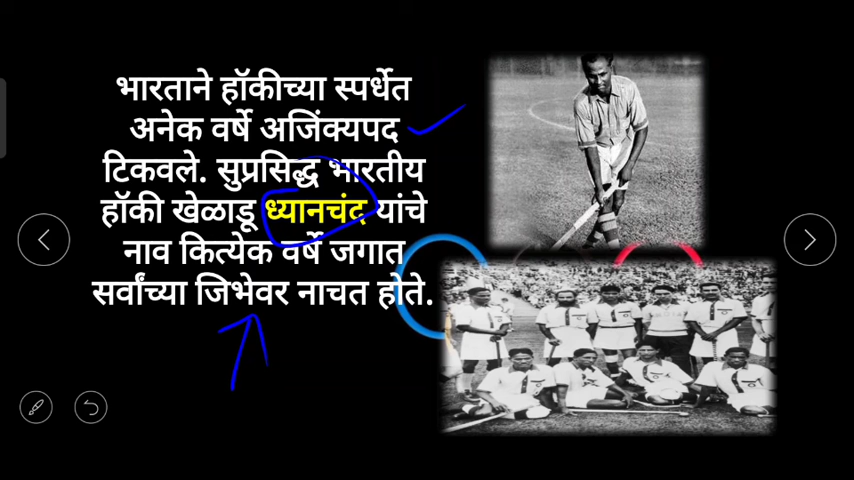 भारताने हॉकीच्या स्पर्धेत
अनेक वर्षे अजिंक्यपद
टिकवले. सुप्रसिद्ध भारतीय
हॉकी खेळाडू ध्यानचंद यांचे
नाव कित्येक वर्षे जगात
सर्वांच्या जिभेवर नाचत होते.